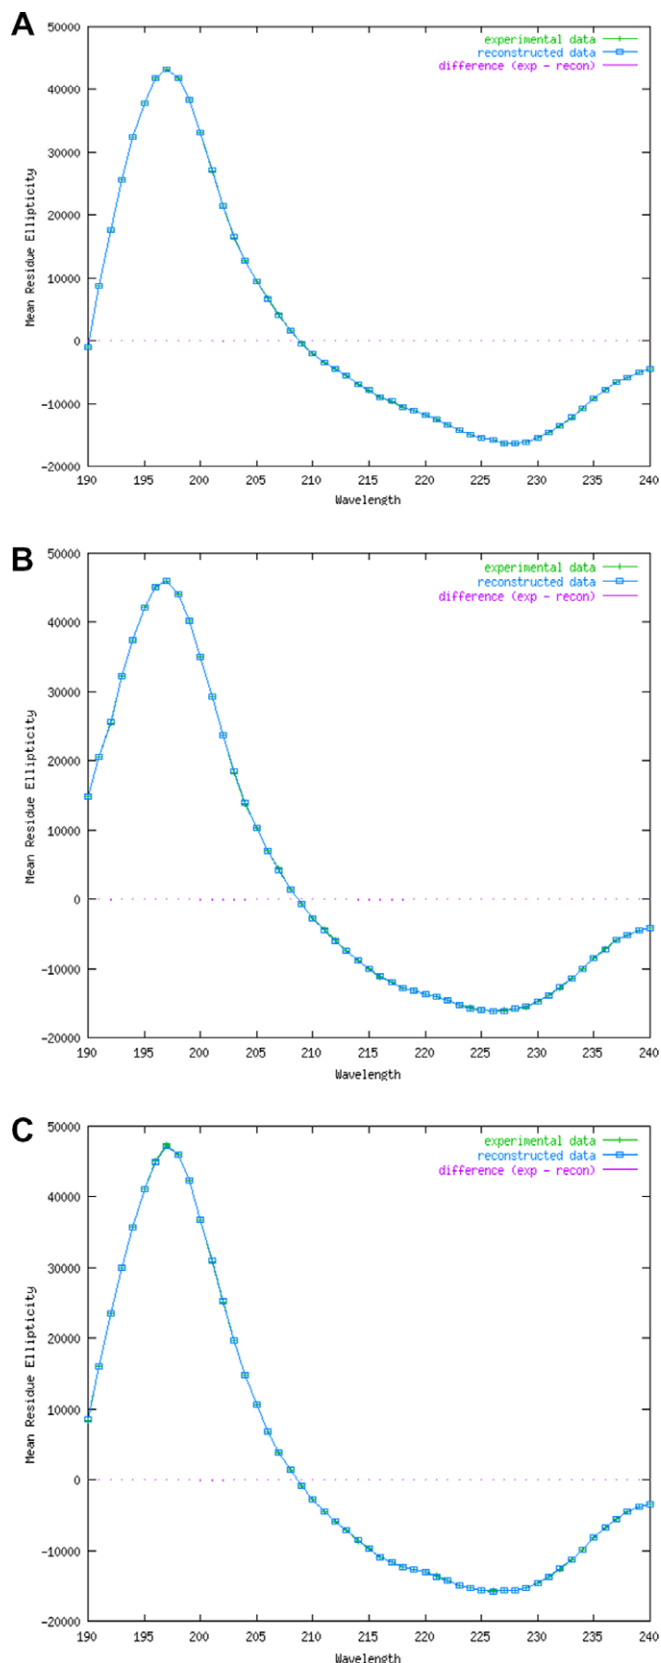 A
50000
40000
30000
20000
10000
0
-10000
-20000
Mean Residue Ellipticity
experimental data
reconstructed data
difference (exp - recon)
190 195 200 205 210 215 220 225 230 235 240
Wavelength
B
50000
40000
30000
20000
10000
0
-10000
-20000
Mean Residue Ellipticity
experimental data
reconstructed data
difference (exp - recon)
190 195 200 205 210 215 220 225 230 235 240
Wavelength
C
50000
40000
30000
20000
10000
0
-10000
-20000
Mean Residue Ellipticity
experimental data
reconstructed data
difference (exp - recon)
190 195 200 205 210 215 220 225 230 235 240
Wavelength